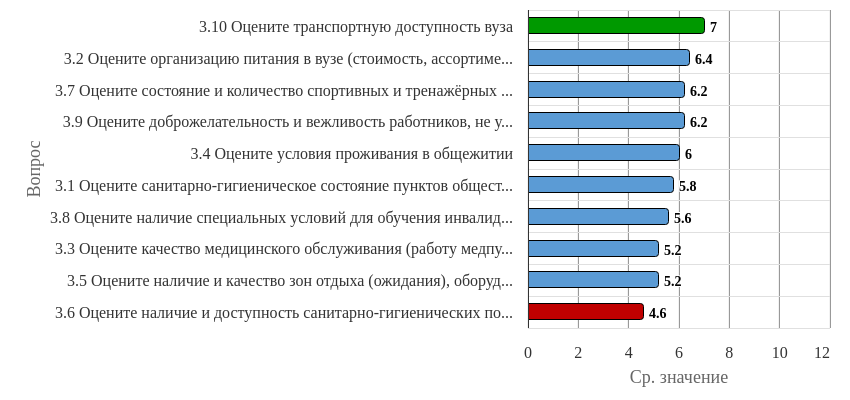 3.10 Оцените транспортную доступность вуза
7
3.2 Оцените организацию питания в вузе (стоимость, ассортиме...
6.4
3.7 Оцените состояние и количество спортивных и тренажёрных ...
6.2
3.9 Оцените доброжелательность и вежливость работников, не у...
6.2
3.4 Оцените условия проживания в общежитии
6
3.1 Оцените санитарно-гигиеническое состояние пунктов общест...
5.8
3.8 Оцените наличие специальных условий для обучения инвалид...
5.6
3.3 Оцените качество медицинского обслуживания (работу медпу...
5.2
3.5 Оцените наличие и качество зон отдыха (ожидания), оборуд...
5.2
3.6 Оцените наличие и доступность санитарно-гигиенических по...
4.6
Вопрос
0 2 4 6 8 10 12
Ср. значение